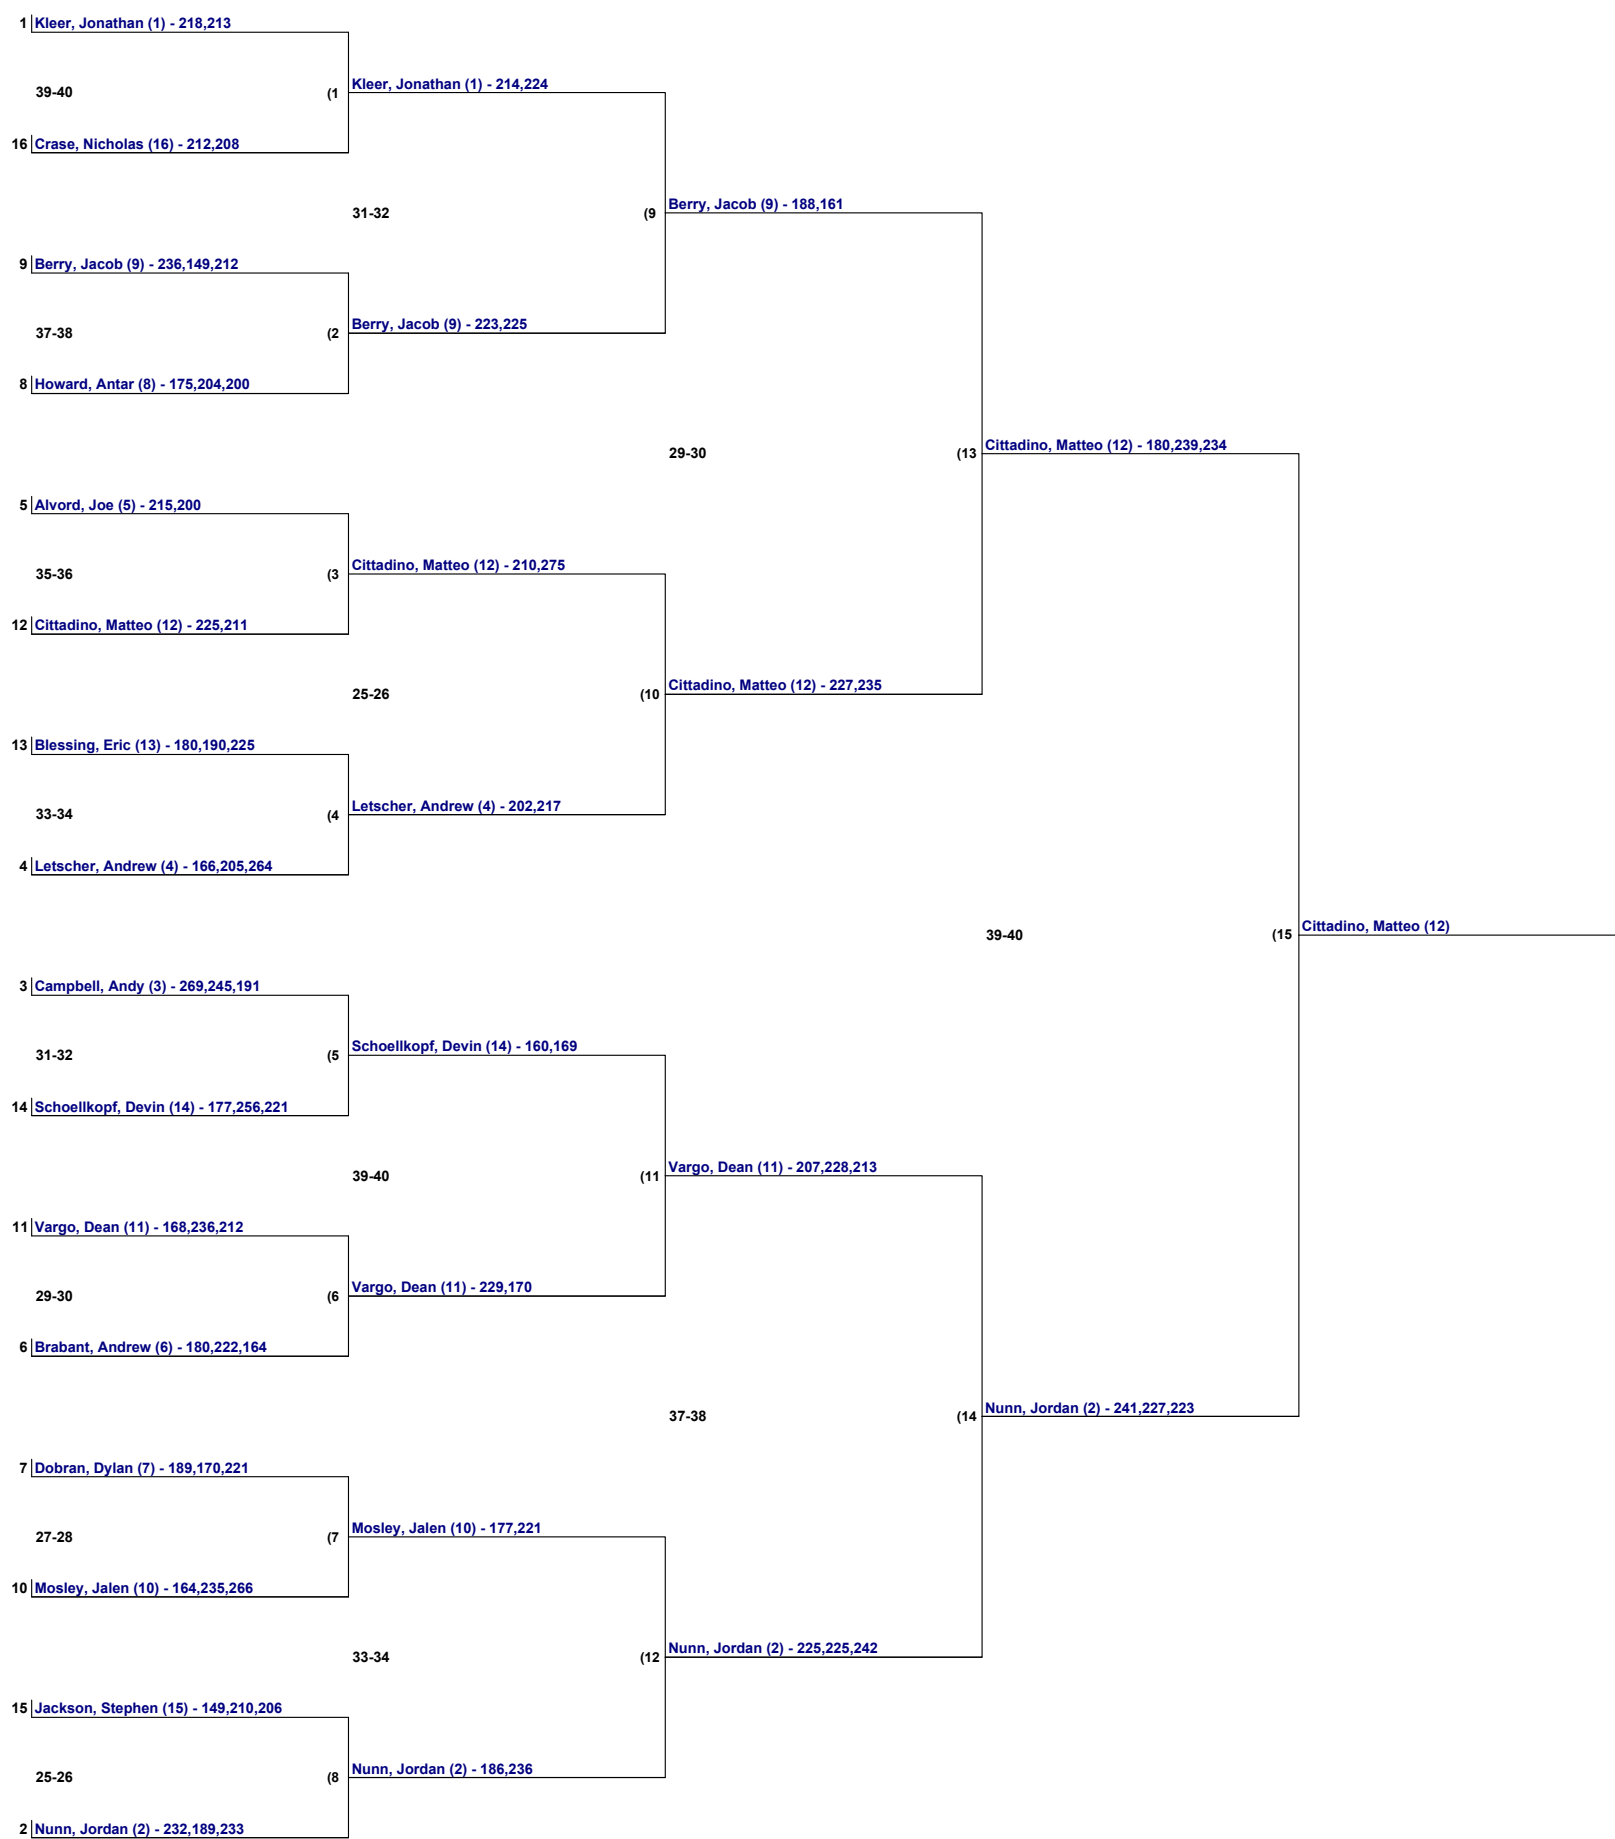 1 Kleer, Jonathan (1) - 218,213
Kleer, Jonathan (1) - 214,224
39-40 (1
16 Crase, Nicholas (16) - 212,208
Berry, Jacob (9) - 188,161
31-32 (9
9 Berry, Jacob (9) - 236,149,212
Berry, Jacob (9) - 223,225
37-38 (2
8 Howard, Antar (8) - 175,204,200
Cittadino, Matteo (12) - 180,239,234
29-30 (13
5 Alvord, Joe (5) - 215,200
Cittadino, Matteo (12) - 210,275
35-36 (3
12 Cittadino, Matteo (12) - 225,211
Cittadino, Matteo (12) - 227,235
25-26 (10
13 Blessing, Eric (13) - 180,190,225
Letscher, Andrew (4) - 202,217
33-34 (4
4 Letscher, Andrew (4) - 166,205,264
Cittadino, Matteo (12)
39-40 (15
3 Campbell, Andy (3) - 269,245,191
Schoellkopf, Devin (14) - 160,169
31-32 (5
14 Schoellkopf, Devin (14) - 177,256,221
Vargo, Dean (11) - 207,228,213
39-40 (11
11 Vargo, Dean (11) - 168,236,212
Vargo, Dean (11) - 229,170
29-30 (6
6 Brabant, Andrew (6) - 180,222,164
Nunn, Jordan (2) - 241,227,223
37-38 (14
7 Dobran, Dylan (7) - 189,170,221
Mosley, Jalen (10) - 177,221
27-28 (7
10 Mosley, Jalen (10) - 164,235,266
Nunn, Jordan (2) - 225,225,242
33-34 (12
15 Jackson, Stephen (15) - 149,210,206
Nunn, Jordan (2) - 186,236
25-26 (8
2 Nunn, Jordan (2) - 232,189,233